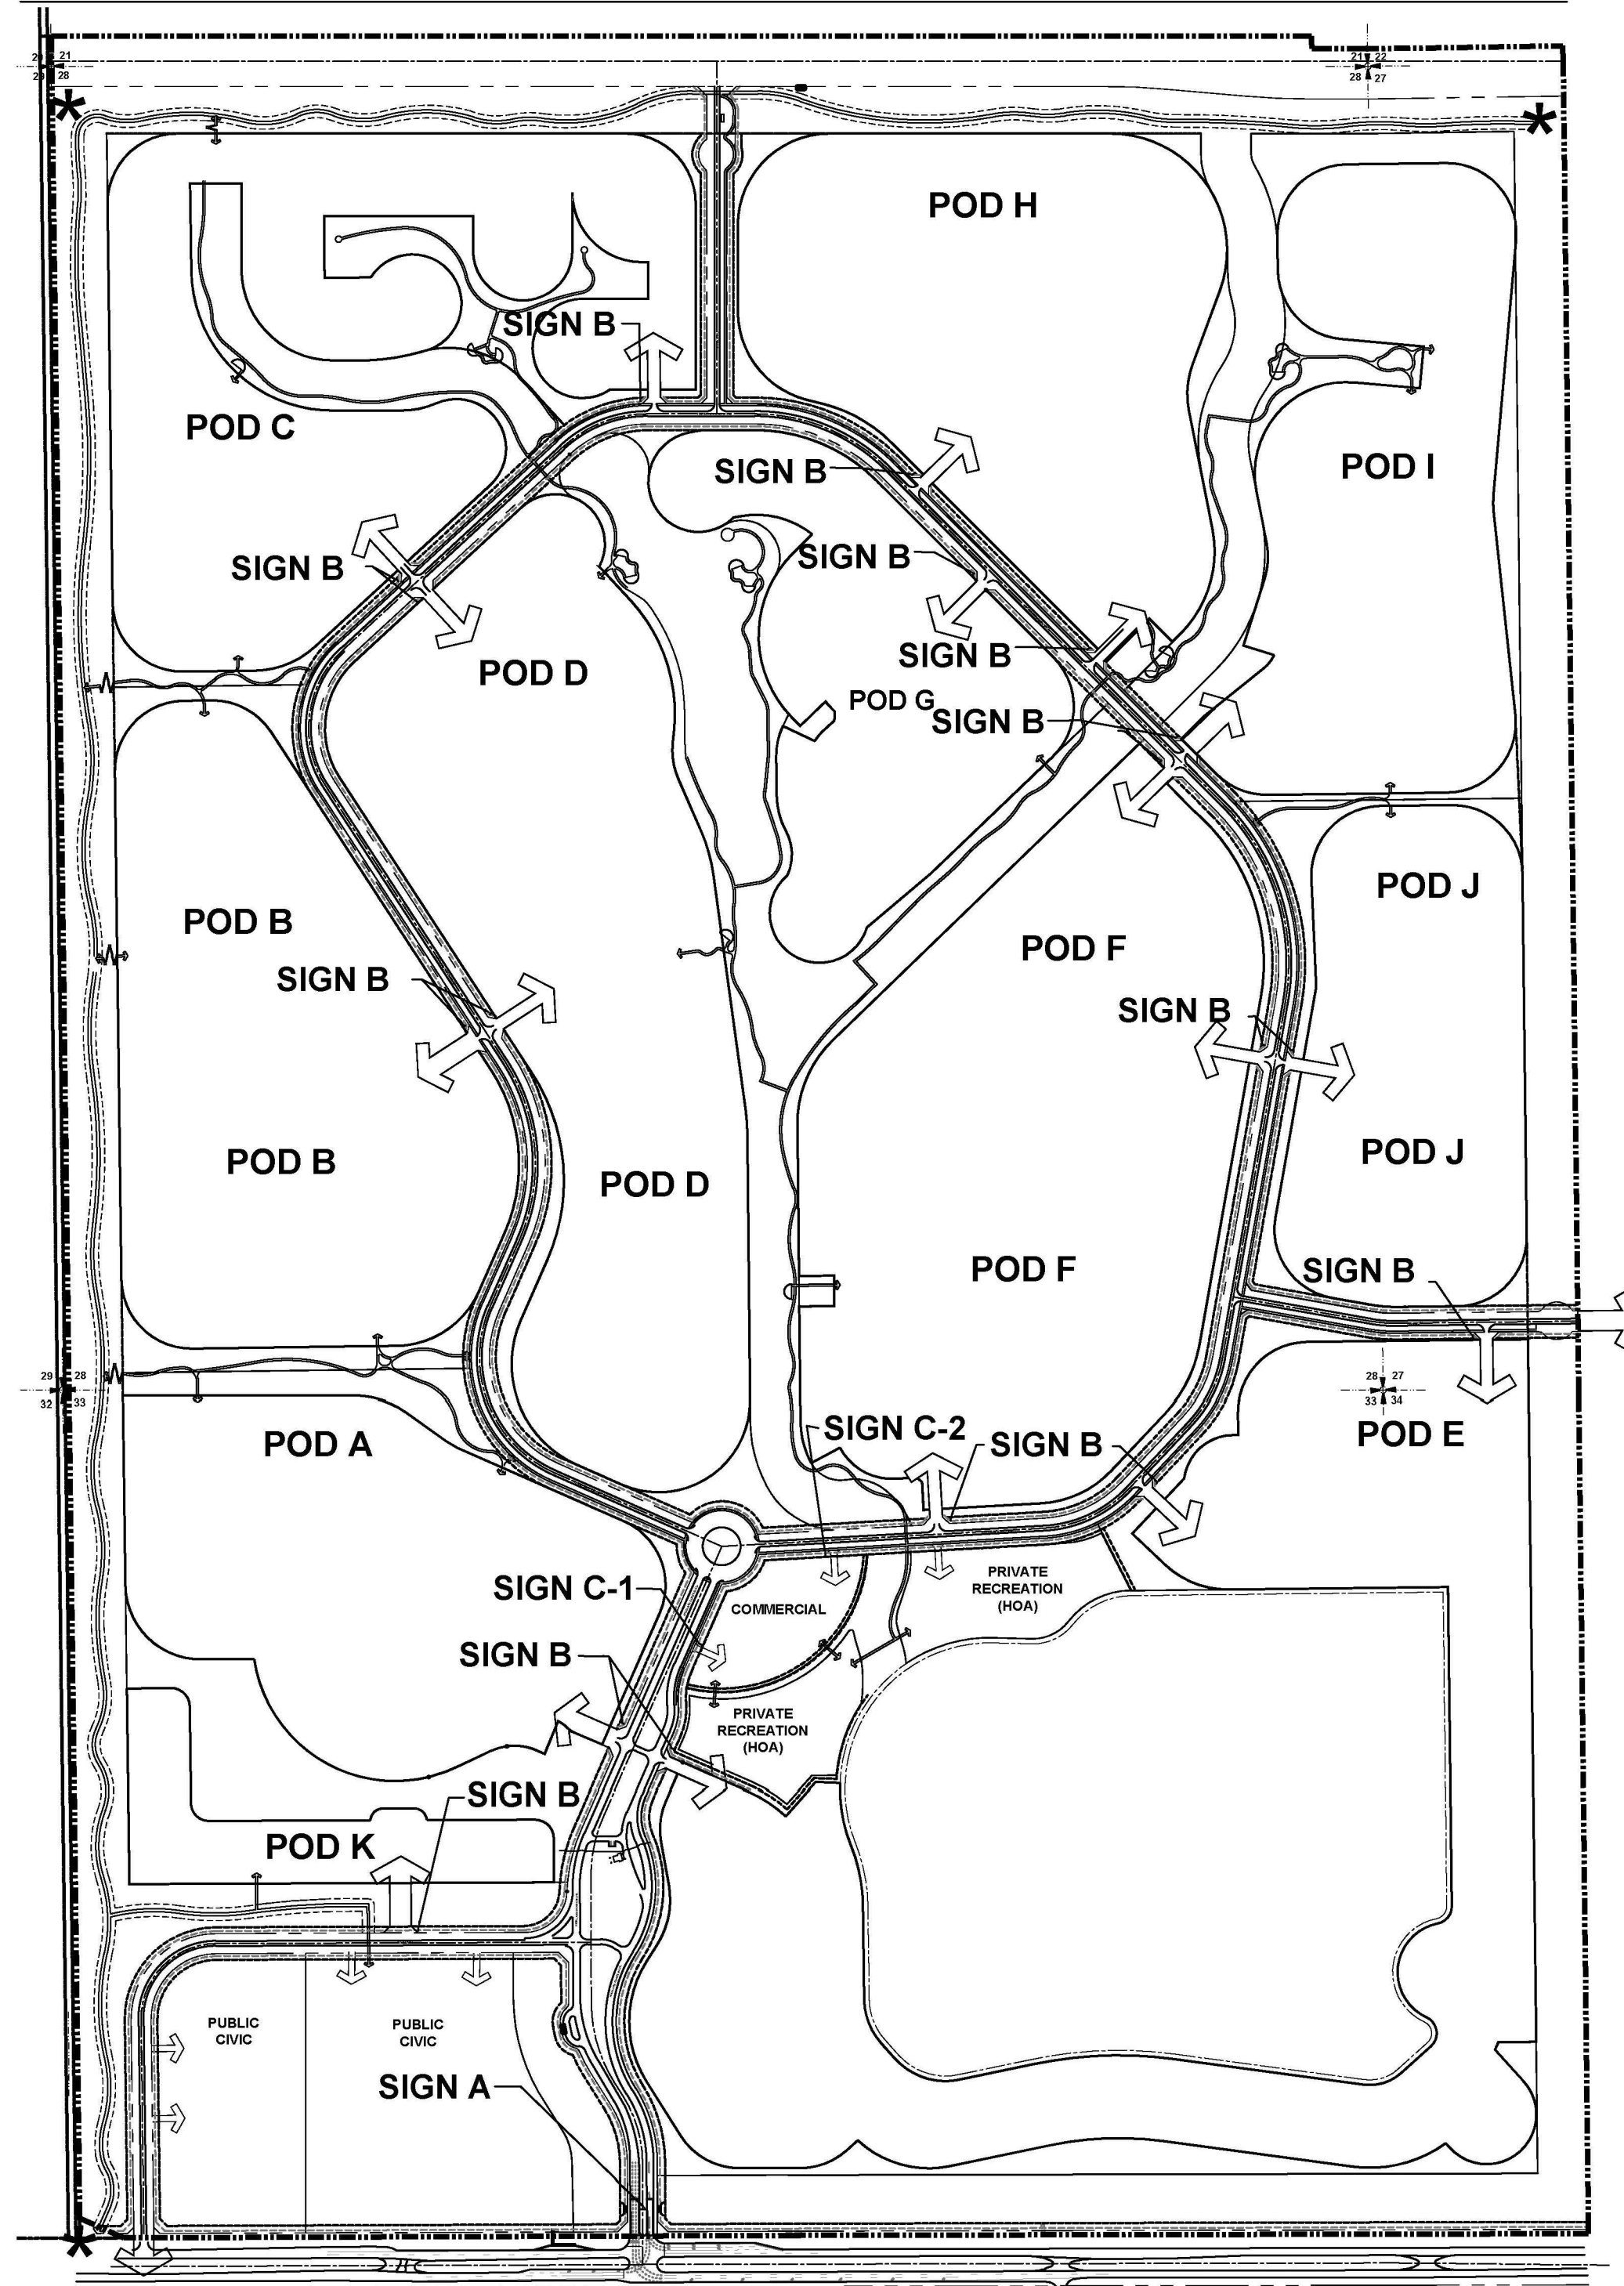 20 21
29 28
21 22
28 27
POD H
SIGN B
POD C
SIGN B
POD I
SIGN B
SIGN B
SIGN B
POD D
POD G
SIGN B
POD J
POD B
POD F
SIGN B
SIGN B
POD J
POD B
POD D
POD F
SIGN B
29 28
32 33
28 27
33 34
SIGN C-2
SIGN B
POD E
POD A
SIGN C-1
COMMERCIAL
PRIVATE
RECREATION
(HOA)
SIGN B
PRIVATE
RECREATION
(HOA)
SIGN B
POD K
PUBLIC
CIVIC
PUBLIC
CIVIC
SIGN A